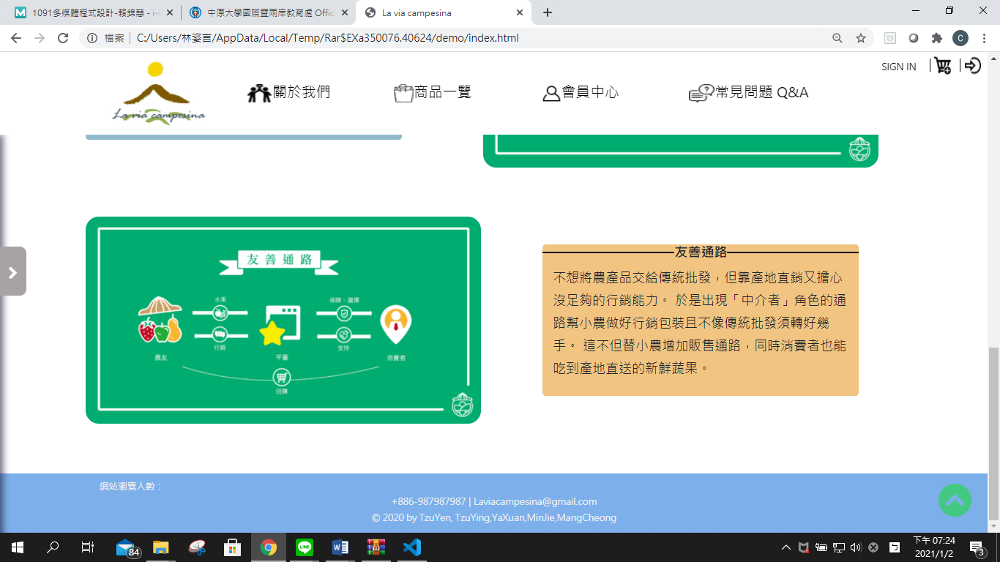 1091多媒體程式設計-賴錦慧 - i-
中原大學國際暨兩岸教育處 Offic
La via campesina
檔案
C:/Users/林姿言/AppData/Local/Temp/Rar$EXa350076.40624/demo/index.html
C
SIGN IN
La via campesina
關於我們
商品一覽
會員中心
常見問題 Q&A
友善通路
水果
保障、選擇
行銷
支持
農友
平臺
消費者
回購
友善通路
不想將農產品交給傳統批發，但靠產地直銷又擔心
沒足夠的行銷能力。 於是出現「中介者」角色的通
路幫小農做好行銷包裝且不像傳統批發須轉好幾
手。 這不但替小農增加販售通路，同時消費者也能
吃到產地直送的新鮮蔬果。
網站瀏覽人數：
+886-987987987 | Laviacampesina@gmail.com
© 2020 by TzuYen, TzuYing,YaXuan,MinJie,MangCheong
84
LINE
下午 07:24
2021/1/2
3